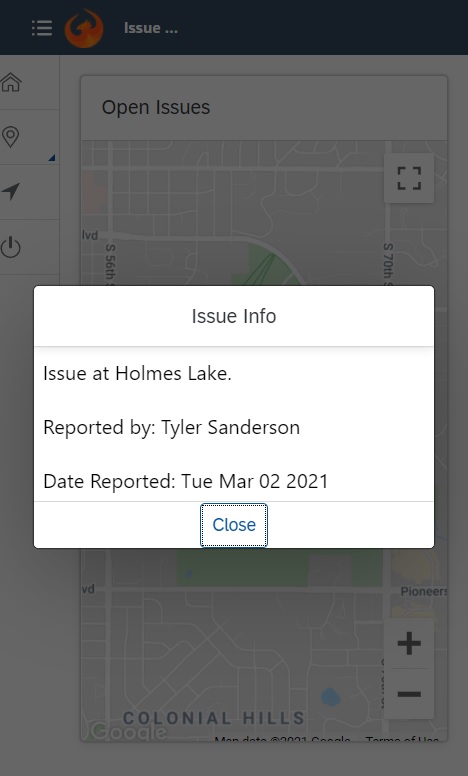 Issue ...
Open Issues
lvd
S 56th S
S 70th S
Issue Info
Issue at Holmes Lake.
Reported by: Tyler Sanderson
Date Reported: Tue Mar 02 2021
Close
vd
Pioneers
COLONIAL HILLS
Google
Map data ©2021 Google
Terms of Use